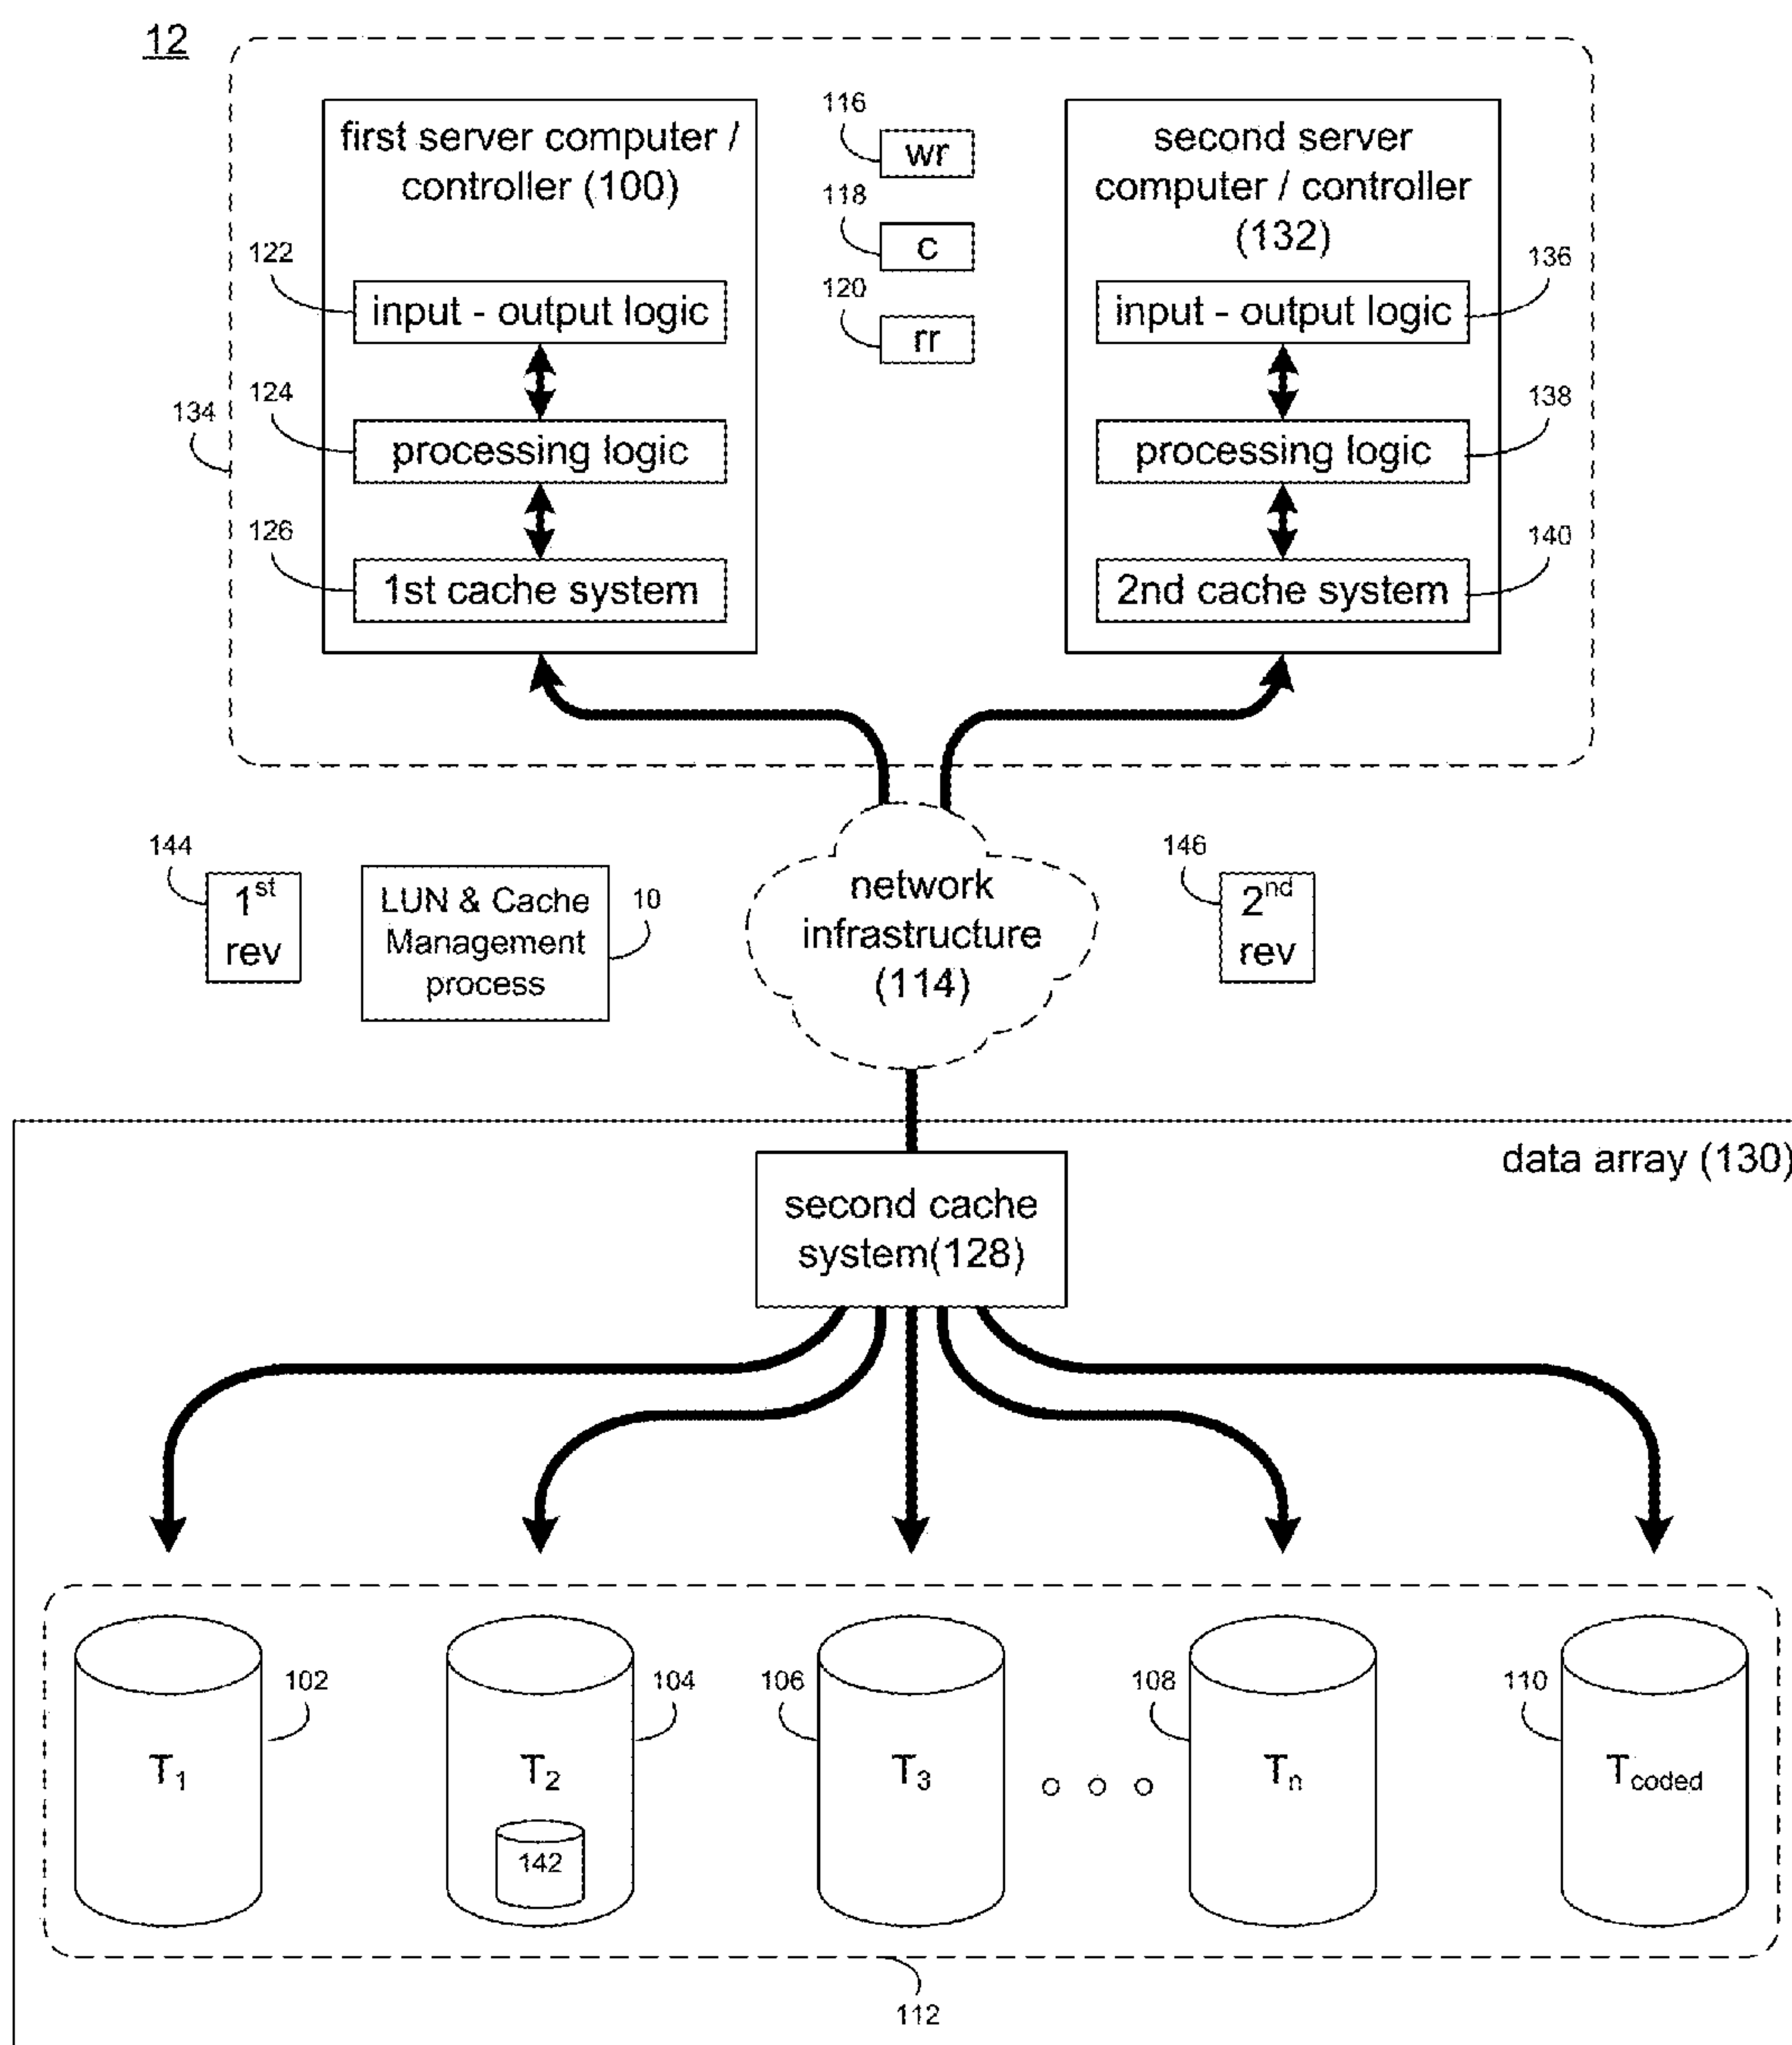 12
first server computer /
controller (100)
122
input - output logic
124
processing logic
134
126
1st cache system
116
wr
118
c
120
rr
second server
computer / controller
(132)
136
input - output logic
138
processing logic
140
2nd cache system
144
1st
rev
LUN & Cache
Management
process
10
network
infrastructure
(114)
146
2nd
rev
data array (130)
second cache
system(128)
102
T1
104
T2
142
106
T3
108
Tn
110
Tcoded
112